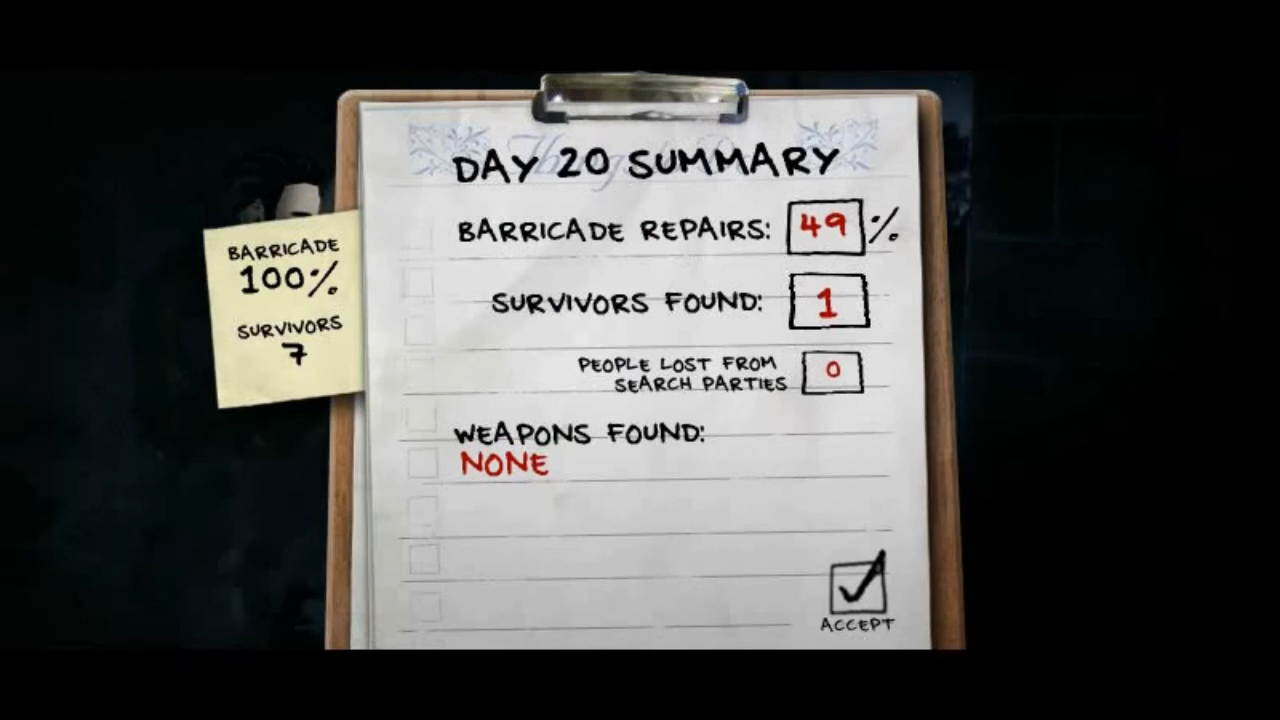 DAY 20 SUMMARY
BARRICADE REPAIRS: 49 %
SURVIVORS FOUND: 1
PEOPLE LOST FROM
SEARCH PARTIES 0
WEAPONS FOUND:
NONE
ACCEPT
BARRICADE
100%
SURVIVORS
7